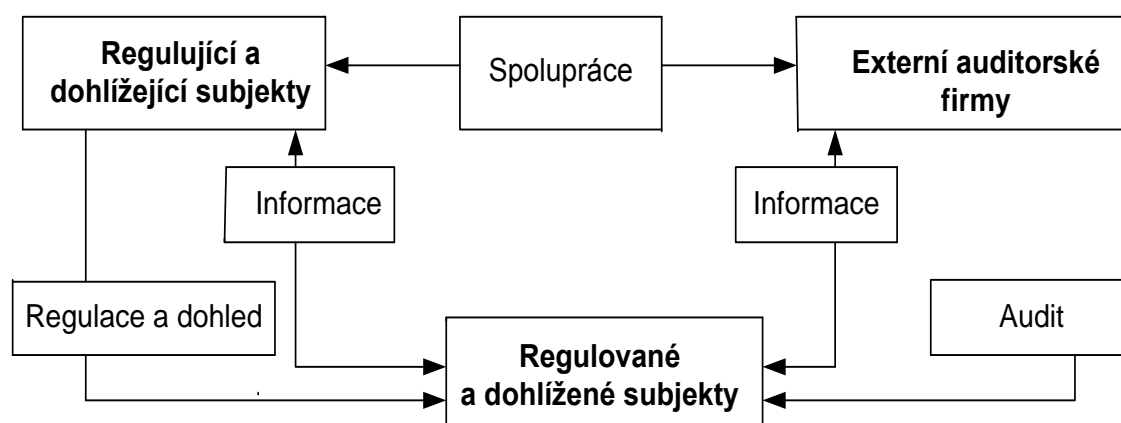 Regulující a
dohlížející subjekty
Spolupráce
Externí auditorské
firmy
Informace
Informace
Regulace a dohled
Audit
Regulované
a dohlížené subjekty